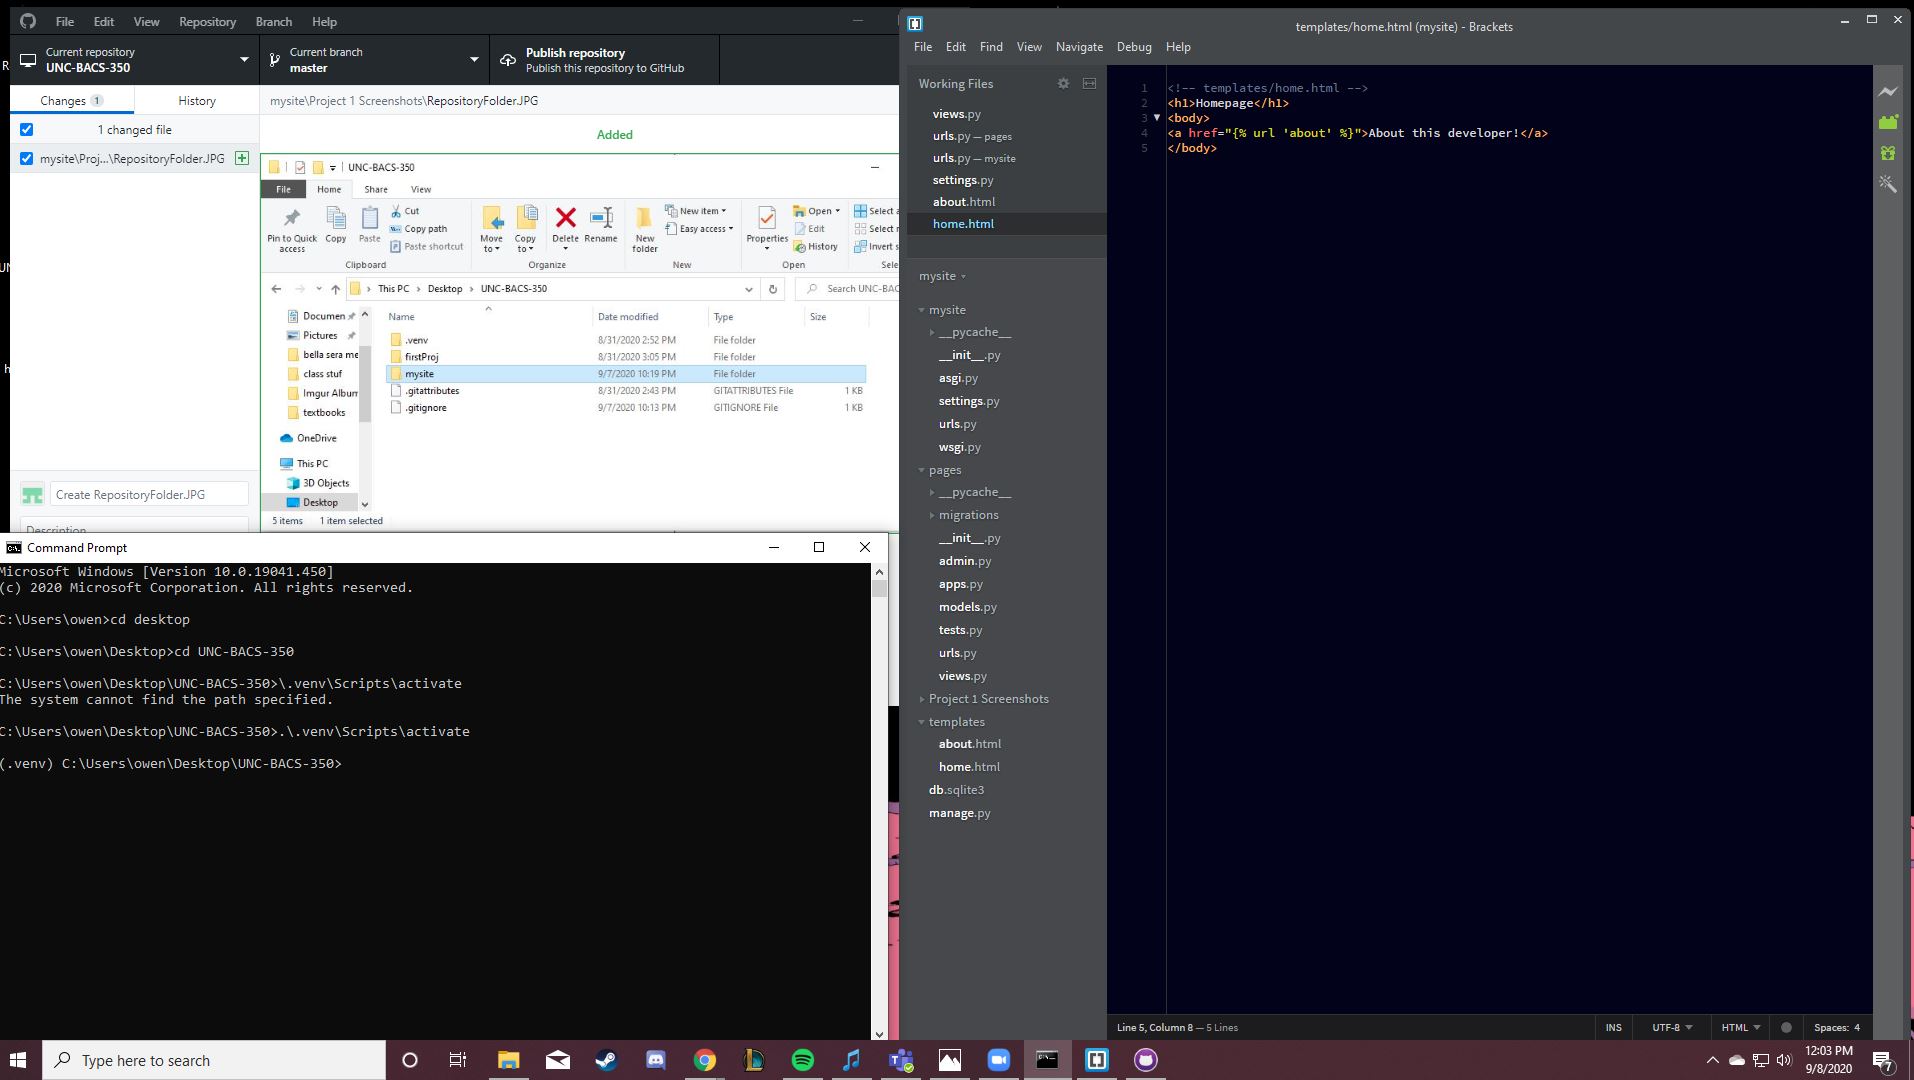 File Edit View Repository Branch Help
Current repository
UNC-BACS-350
Current branch
master
Publish repository
Publish this repository to GitHub
Changes 1 History
mysite\Project 1 Screenshots\RepositoryFolder.JPG
1 changed file
mysite\Proj...\RepositoryFolder.JPG
Added
UNC-BACS-350
File Home Share View
Pin to Quick access
Copy
Paste
Cut
Copy path
Paste shortcut
Clipboard
Move to
Copy to
Delete
Rename
Organize
New folder
New item
Easy access
New
Properties
Open
Edit
History
Open
Select a
Select
Invert s
Sele
This PC > Desktop > UNC-BACS-350
Search UNC-BAC
Name Date modified Type Size
.venv 8/31/2020 2:52 PM File folder
firstProj 8/31/2020 3:05 PM File folder
mysite 9/7/2020 10:19 PM File folder
.gitattributes 8/31/2020 2:43 PM GITATTRIBUTES File 1 KB
.gitignore 9/7/2020 10:13 PM GITIGNORE File 1 KB
Documen
Pictures
bella sera me
class stuf
Imgur Album
textbooks
OneDrive
This PC
3D Objects
Desktop
5 items 1 item selected
Create RepositoryFolder.JPG
Description
Command Prompt
Microsoft Windows [Version 10.0.19041.450]
(c) 2020 Microsoft Corporation. All rights reserved.
C:\Users\owen>cd desktop
C:\Users\owen\Desktop>cd UNC-BACS-350
C:\Users\owen\Desktop\UNC-BACS-350>\.venv\Scripts\activate
The system cannot find the path specified.
C:\Users\owen\Desktop\UNC-BACS-350>.\.venv\Scripts\activate
(.venv) C:\Users\owen\Desktop\UNC-BACS-350>
templates/home.html (mysite) - Brackets
File Edit Find View Navigate Debug Help
Working Files
views.py
urls.py — pages
urls.py — mysite
settings.py
about.html
home.html
mysite
mysite
__pycache__
__init__.py
asgi.py
settings.py
urls.py
wsgi.py
pages
__pycache__
migrations
__init__.py
admin.py
apps.py
models.py
tests.py
urls.py
views.py
Project 1 Screenshots
templates
about.html
home.html
db.sqlite3
manage.py
1 <!-- templates/home.html -->
2 <h1>Homepage</h1>
3 <body>
4 <a href="{% url 'about' %}">About this developer!</a>
5 </body>
Line 5, Column 8 — 5 Lines
INS UTF-8 HTML Spaces: 4
Type here to search
12:03 PM
9/8/2020
7